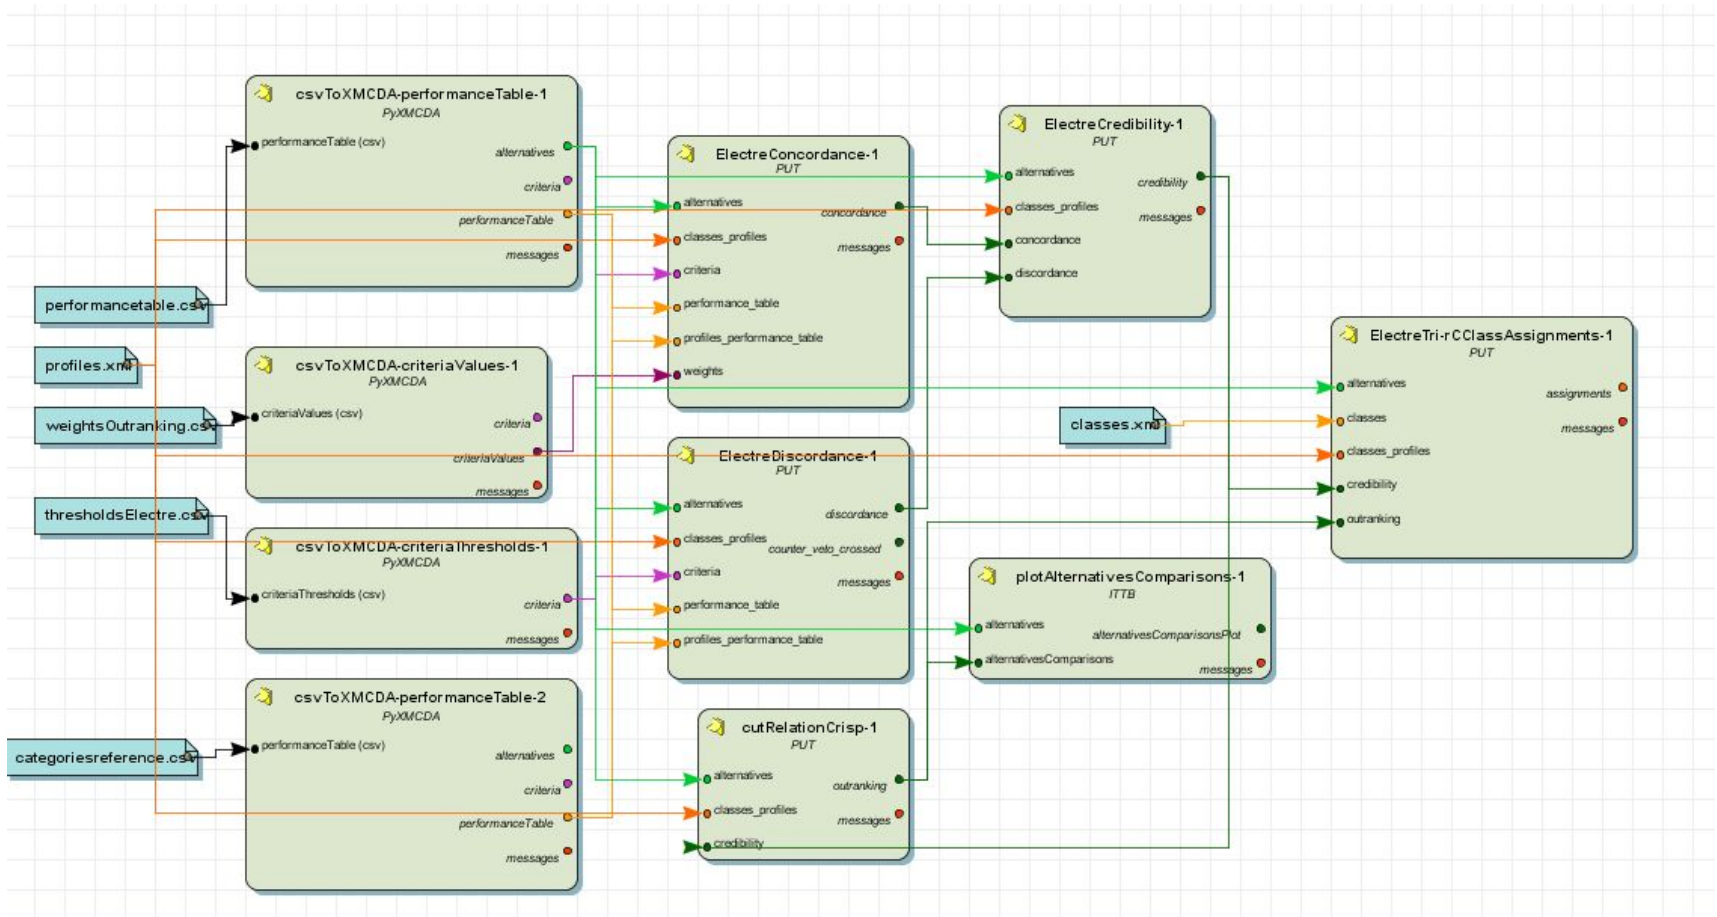 csvToXMCDA-performanceTable-1
PyXMCDA
performanceTable (csv)
alternatives
criteria
performanceTable
messages
performancetable.csv
profiles.xml
weightsOutranking.csv
thresholdsElectre.csv
categoriesreference.csv
csvToXMCDA-criteriaValues-1
PyXMCDA
criteriaValues (csv)
criteria
criteriaValues
messages
csvToXMCDA-criteriaThresholds-1
PyXMCDA
criteriaThresholds (csv)
criteria
messages
csvToXMCDA-performanceTable-2
PyXMCDA
performanceTable (csv)
alternatives
criteria
performanceTable
messages
ElectreConcordance-1
PUT
alternatives
concordance
classes_profiles
messages
criteria
performance_table
profiles_performance_table
weights
ElectreDiscordance-1
PUT
alternatives
discordance
classes_profiles
counter_veto_crossed
criteria
messages
performance_table
profiles_performance_table
cutRelationCrisp-1
PUT
alternatives
outranking
classes_profiles
messages
credibility
ElectreCredibility-1
PUT
alternatives
credibility
classes_profiles
messages
concordance
discordance
classes.xml
plotAlternativesComparisons-1
ITTB
alternatives
alternativesComparisonsPlot
alternativesComparisons
messages
ElectreTri-rCClassAssignments-1
PUT
alternatives
assignments
classes
messages
classes_profiles
credibility
outranking